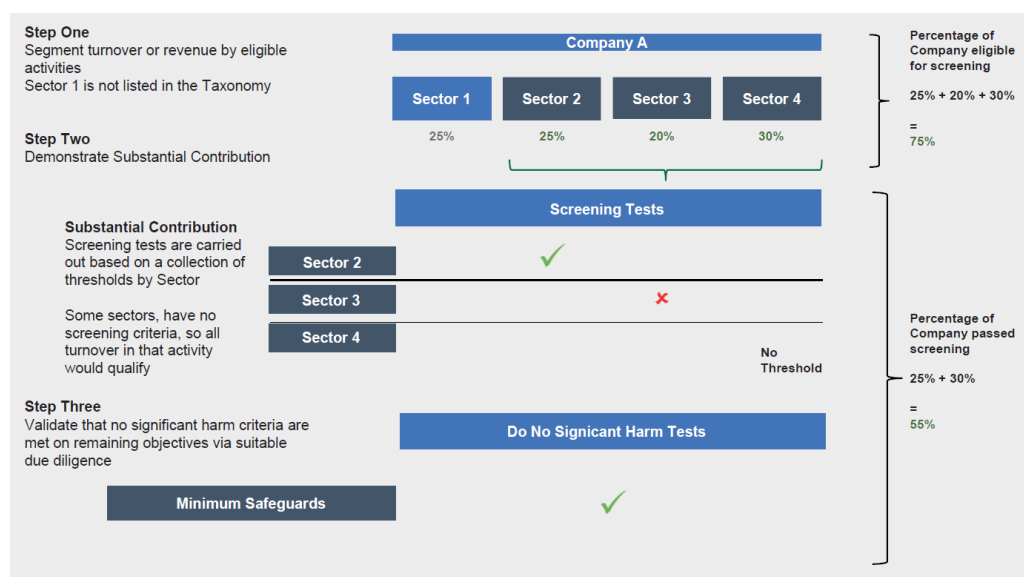 Step One
Segment turnover or revenue by eligible
activities
Sector 1 is not listed in the Taxonomy
Company A
Sector 1
Sector 2
Sector 3
Sector 4
25%
25%
20%
30%
Percentage of
Company eligible
for screening
25% + 20% + 30%
=
75%
Step Two
Demonstrate Substantial Contribution
Screening Tests
Substantial Contribution
Screening tests are carried
out based on a collection of
thresholds by Sector
Some sectors, have no
screening criteria, so all
turnover in that activity
would qualify
Sector 2
Sector 3
Sector 4
No
Threshold
Percentage of
Company passed
screening
25% + 30%
=
55%
Step Three
Validate that no significant harm criteria are
met on remaining objectives via suitable
due diligence
Do No Signicant Harm Tests
Minimum Safeguards